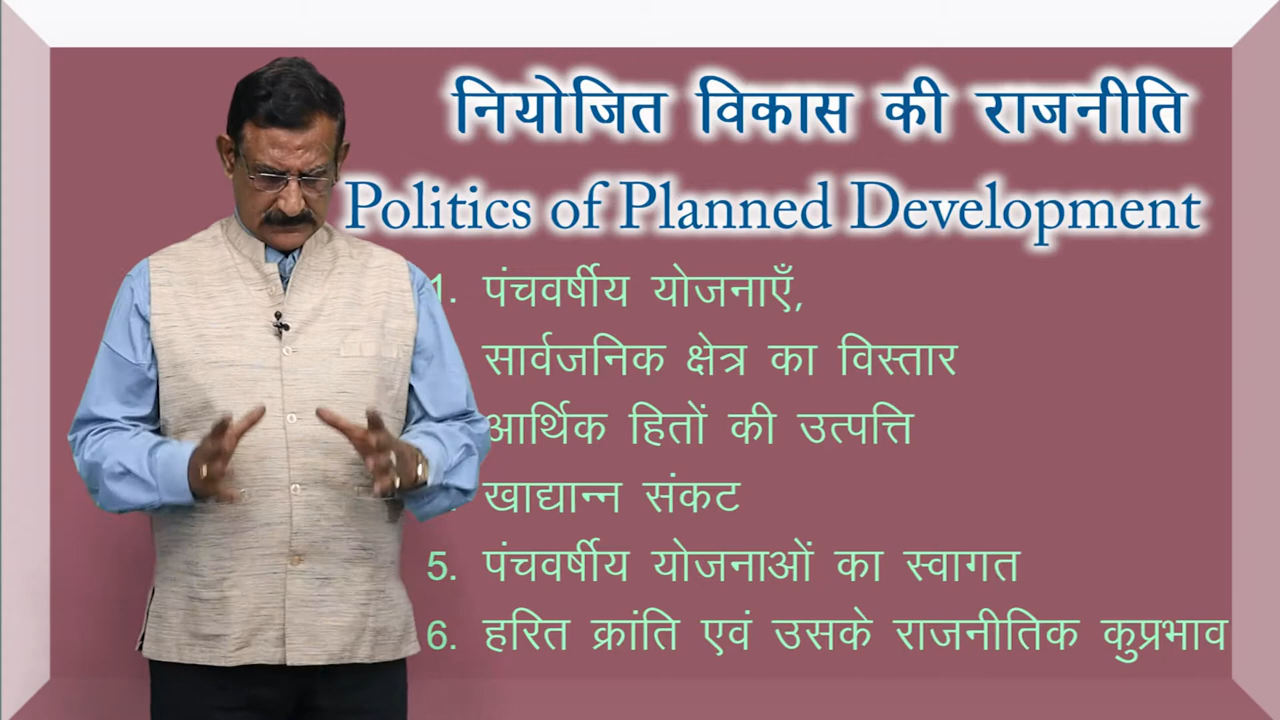 नियोजित विकास की राजनीति
Politics of Planned Development
1. पंचवर्षीय योजनाएँ,
सार्वजनिक क्षेत्र का विस्तार
आर्थिक हितों की उत्पत्ति
खाद्यान्न संकट
5. पंचवर्षीय योजनाओं का स्वागत
6. हरित क्रांति एवं उसके राजनीतिक कुप्रभाव